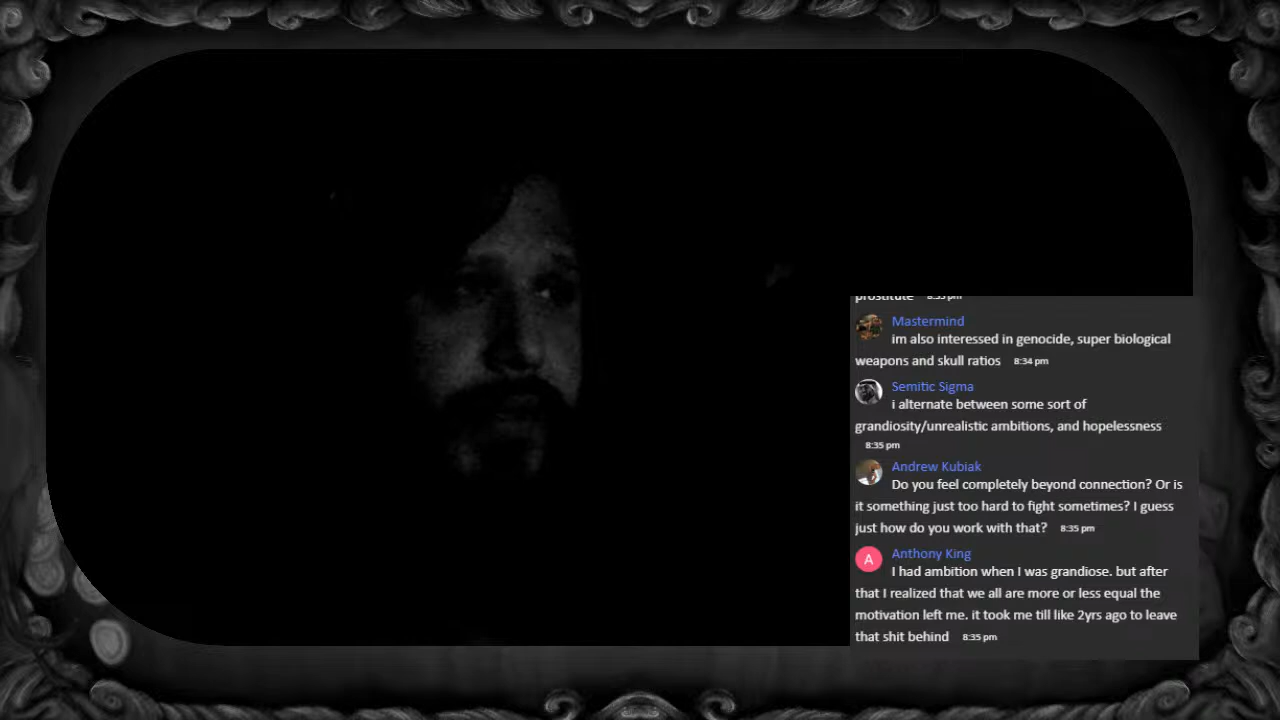 prostitute 8:33 pm
Mastermind
im also interested in genocide, super biological
weapons and skull ratios 8:34 pm
Semitic Sigma
i alternate between some sort of
grandiosity/unrealistic ambitions, and hopelessness
8:35 pm
Andrew Kubiak
Do you feel completely beyond connection? Or is
it something just too hard to fight sometimes? I guess
just how do you work with that? 8:35 pm
A
Anthony King
I had ambition when I was grandiose. but after
that I realized that we all are more or less equal the
motivation left me. it took me till like 2yrs ago to leave
that shit behind 8:35 pm